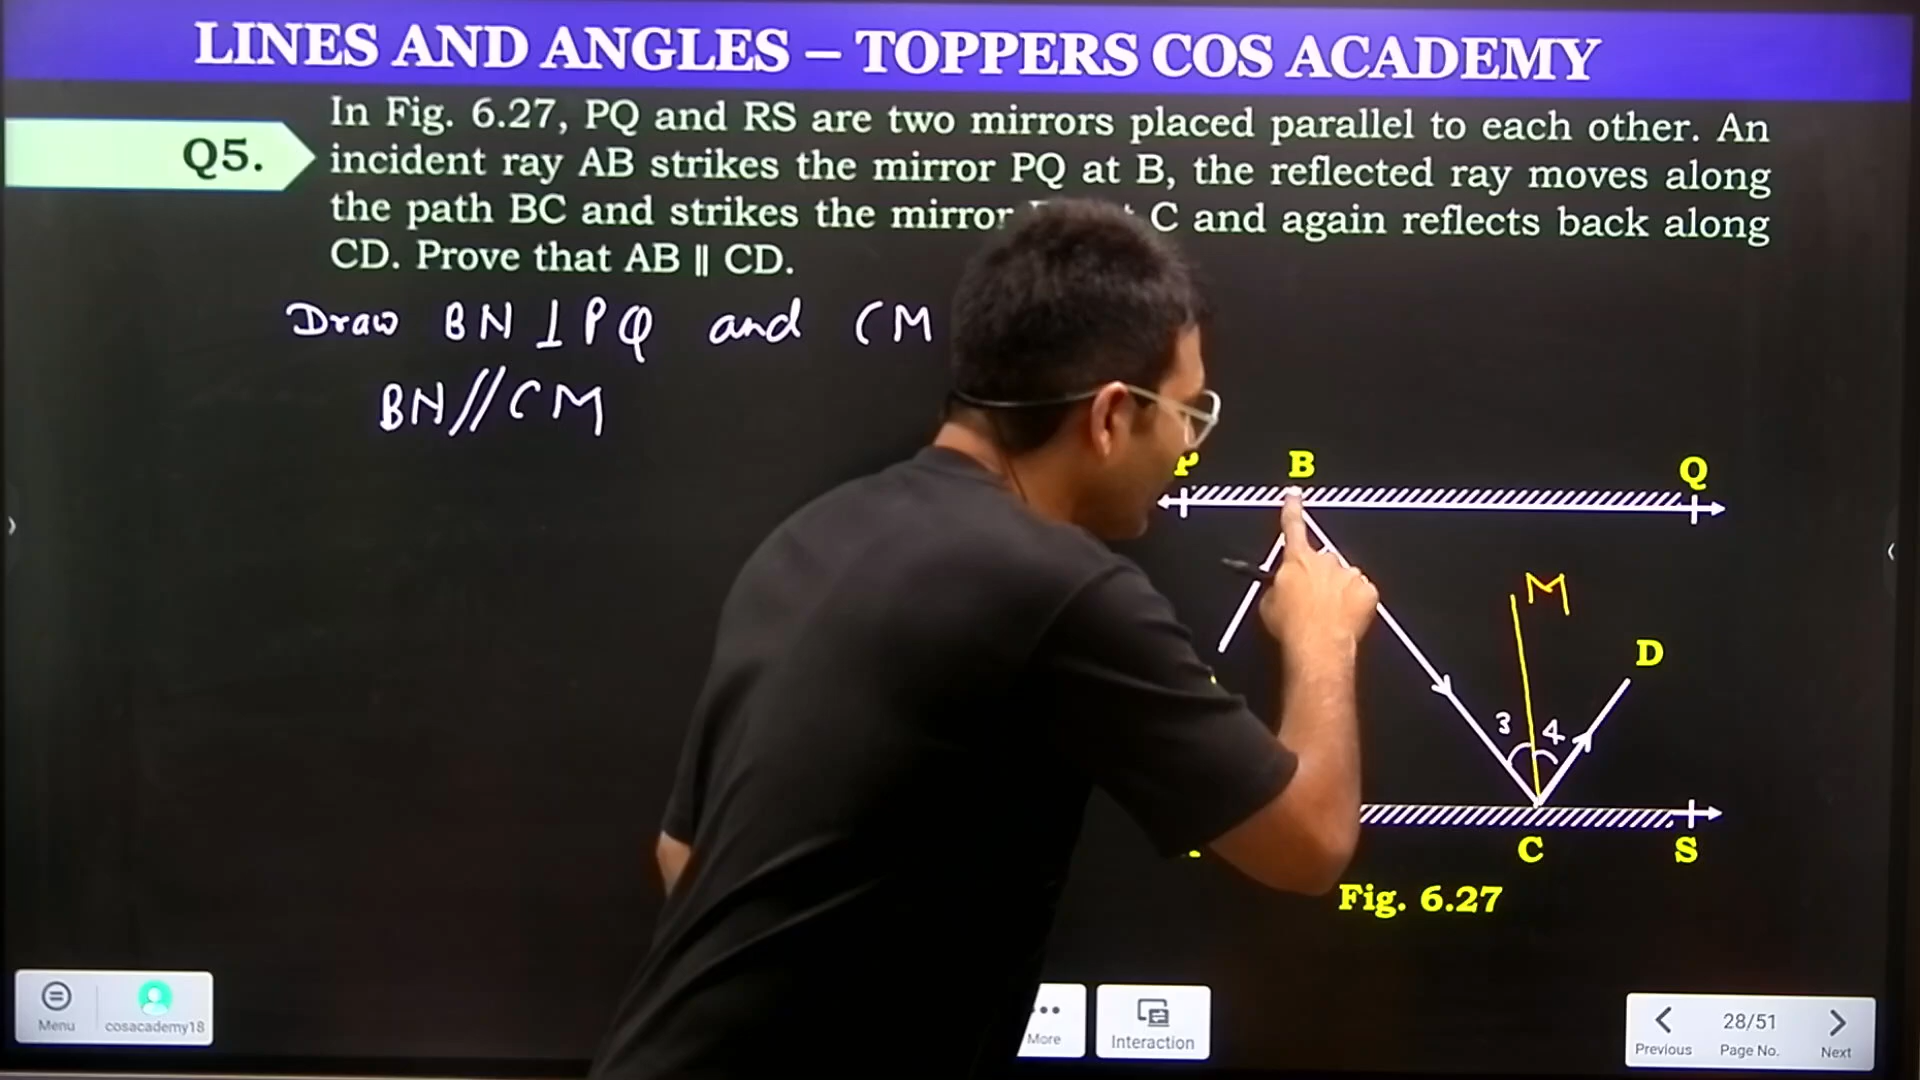 LINES AND ANGLES – TOPPERS COS ACADEMY
Q5.
In Fig. 6.27, PQ and RS are two mirrors placed parallel to each other. An
incident ray AB strikes the mirror PQ at B, the reflected ray moves along
the path BC and strikes the mirror C and again reflects back along
CD. Prove that AB || CD.
Draw BN ⊥ PQ and CM
BN // CM
P B Q
M
D
3 4
C S
Fig. 6.27
Menu
cosacademy18
More
Interaction
28/51
Previous Page No. Next